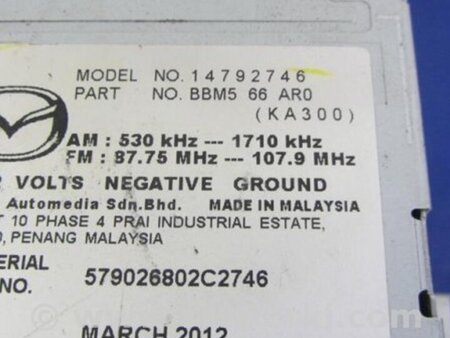 MODEL NO. 14792746
PART NO. BBM5 66 AR0
(KA300)
AM : 530 kHz --- 1710 kHz
FM : 87.75 MHz --- 107.9 MHz
VOLTS NEGATIVE GROUND
Automedia Sdn.Bhd. MADE IN MALAYSIA
10 PHASE 4 PRAI INDUSTRIAL ESTATE,
PENANG MALAYSIA
ERIAL
NO. 579026802C2746
MARCH 2012